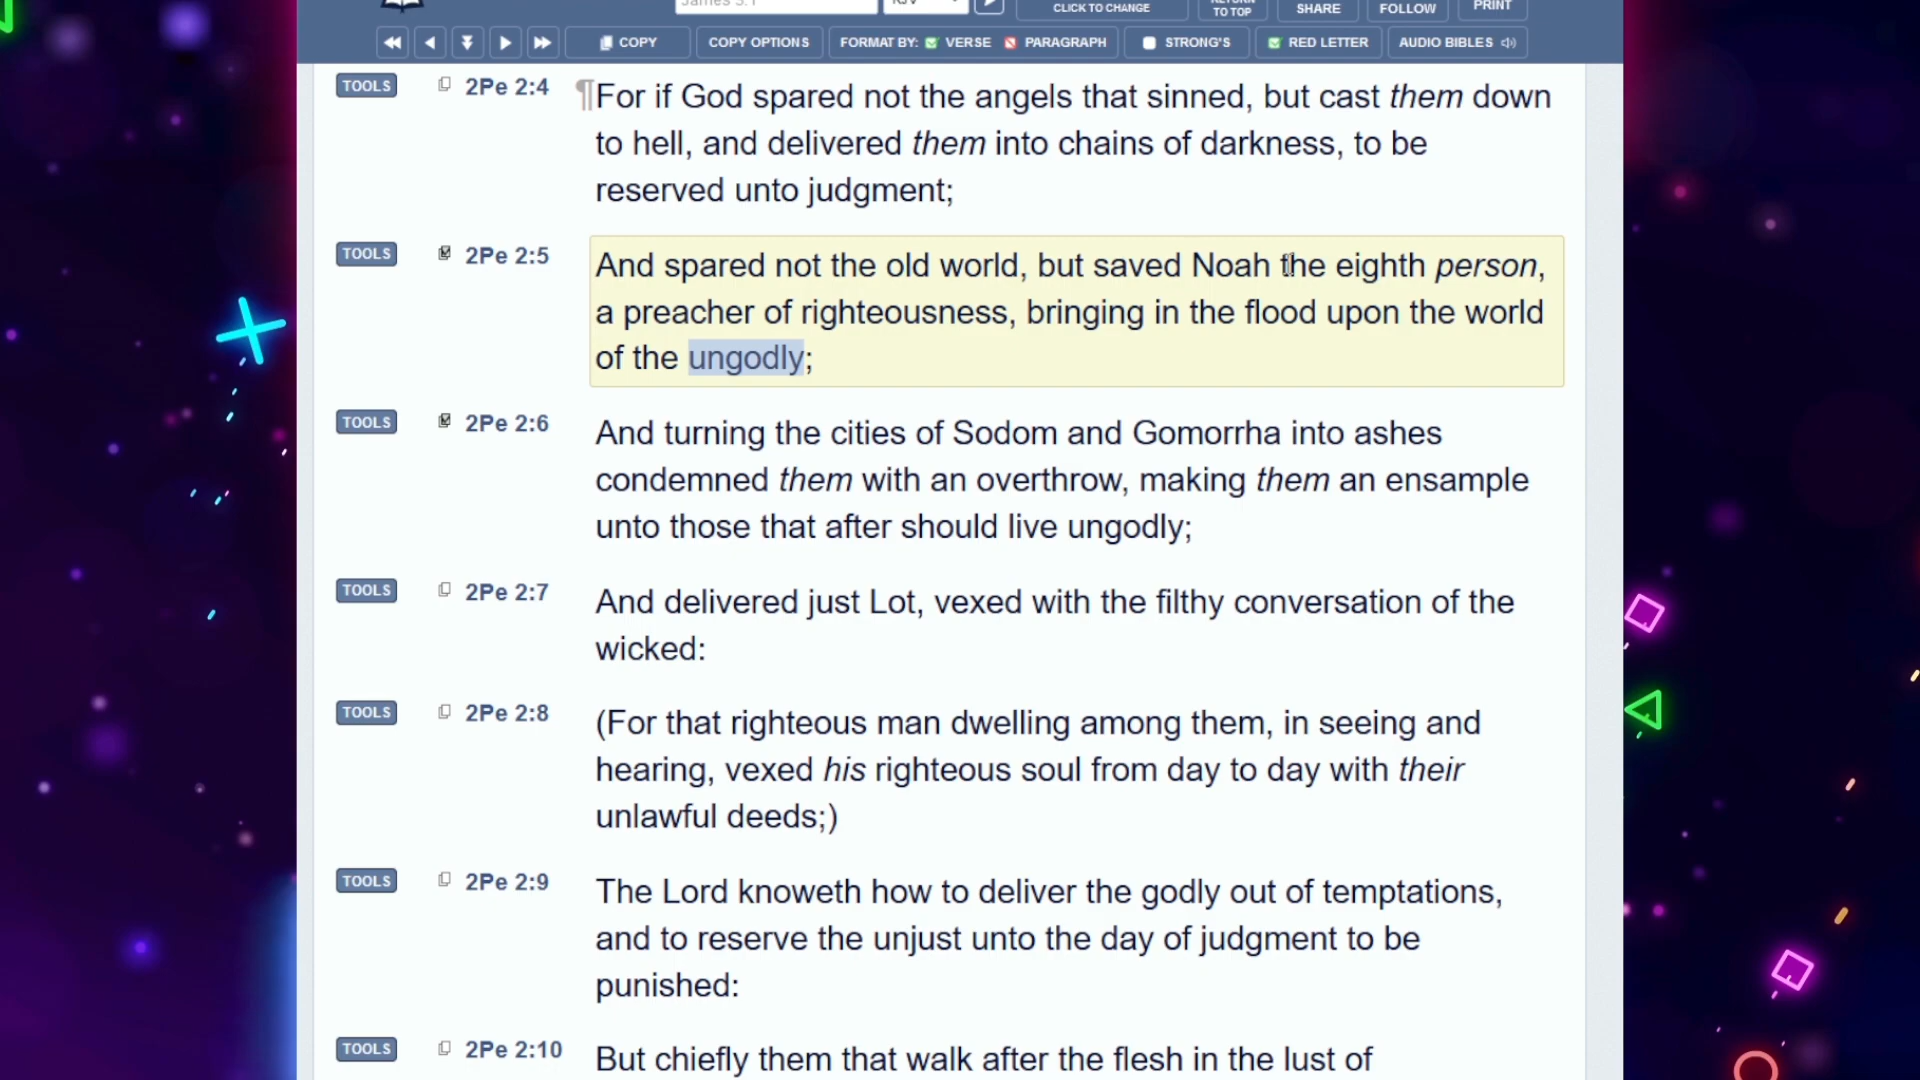 James 3:1
KJV
CLICK TO CHANGE
RETURN
TO TOP
SHARE
FOLLOW
PRINT
COPY
COPY OPTIONS
FORMAT BY: VERSE PARAGRAPH
STRONG'S
RED LETTER
AUDIO BIBLES
TOOLS 2Pe 2:4 ¶For if God spared not the angels that sinned, but cast them down
to hell, and delivered them into chains of darkness, to be
reserved unto judgment;
TOOLS 2Pe 2:5 And spared not the old world, but saved Noah the eighth person,
a preacher of righteousness, bringing in the flood upon the world
of the ungodly;
TOOLS 2Pe 2:6 And turning the cities of Sodom and Gomorrha into ashes
condemned them with an overthrow, making them an ensample
unto those that after should live ungodly;
TOOLS 2Pe 2:7 And delivered just Lot, vexed with the filthy conversation of the
wicked:
TOOLS 2Pe 2:8 (For that righteous man dwelling among them, in seeing and
hearing, vexed his righteous soul from day to day with their
unlawful deeds;)
TOOLS 2Pe 2:9 The Lord knoweth how to deliver the godly out of temptations,
and to reserve the unjust unto the day of judgment to be
punished:
TOOLS 2Pe 2:10 But chiefly them that walk after the flesh in the lust of